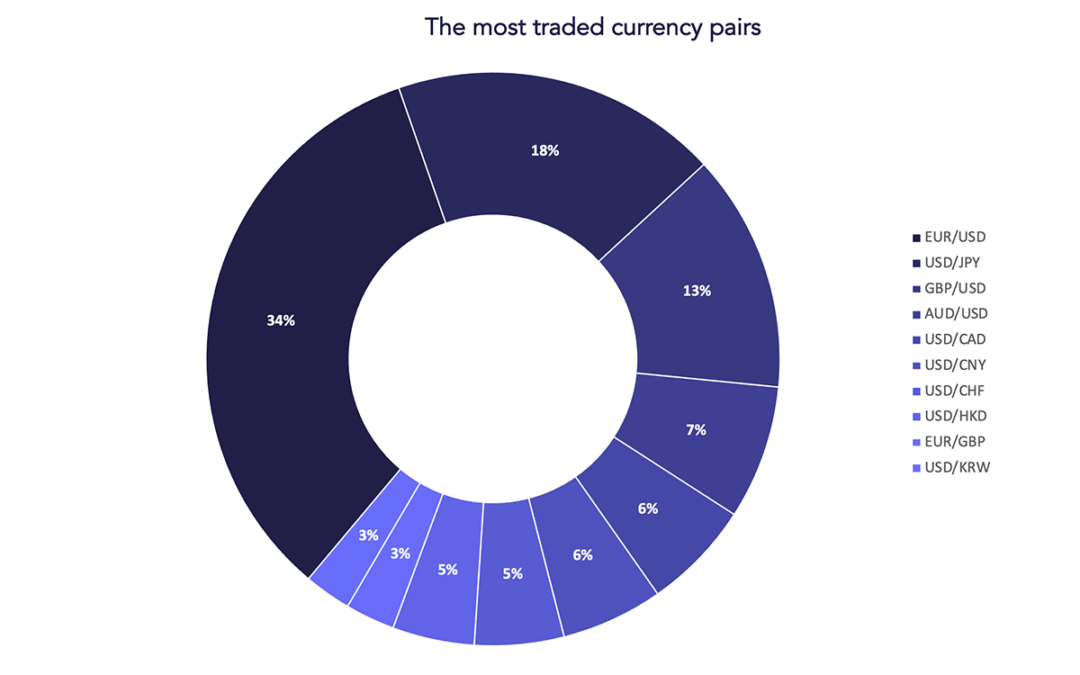 The most traded currency pairs
18%
13%
34%
7%
6%
6%
5%
5%
3%
3%
EUR/USD
USD/JPY
GBP/USD
AUD/USD
USD/CAD
USD/CNY
USD/CHF
USD/HKD
EUR/GBP
USD/KRW